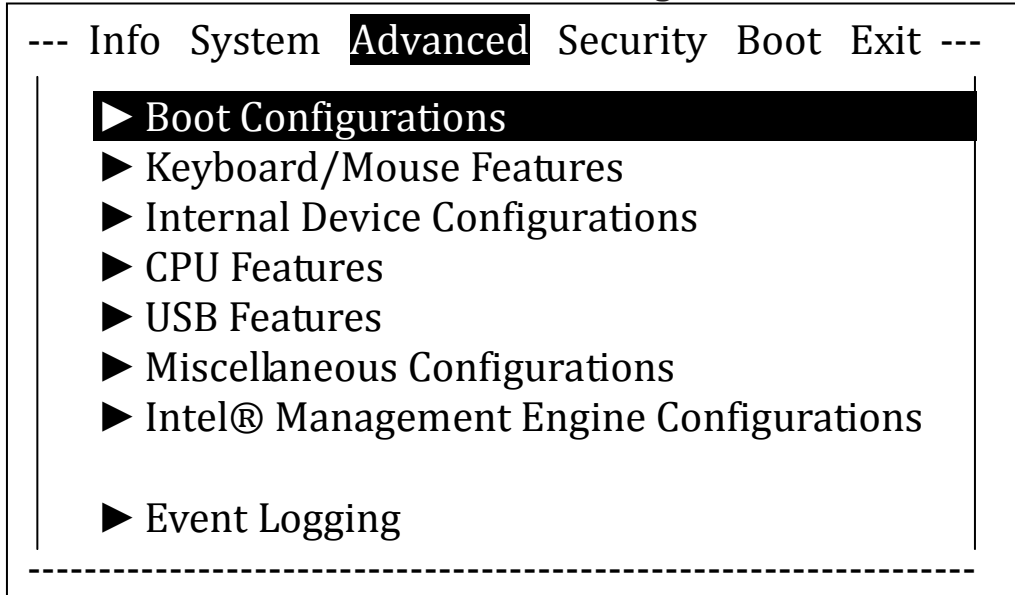 --- Info System Advanced Security Boot Exit ---
► Boot Configurations
► Keyboard/Mouse Features
► Internal Device Configurations
► CPU Features
► USB Features
► Miscellaneous Configurations
► Intel® Management Engine Configurations
► Event Logging
--------------------------------------------------------------------